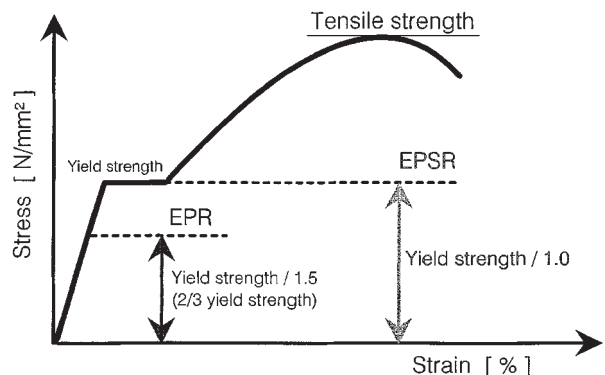 Tensile strength
Stress [ N/mm² ]
Yield strength
EPSR
EPR
Yield strength / 1.5
(2/3 yield strength)
Yield strength / 1.0
Strain [ % ]